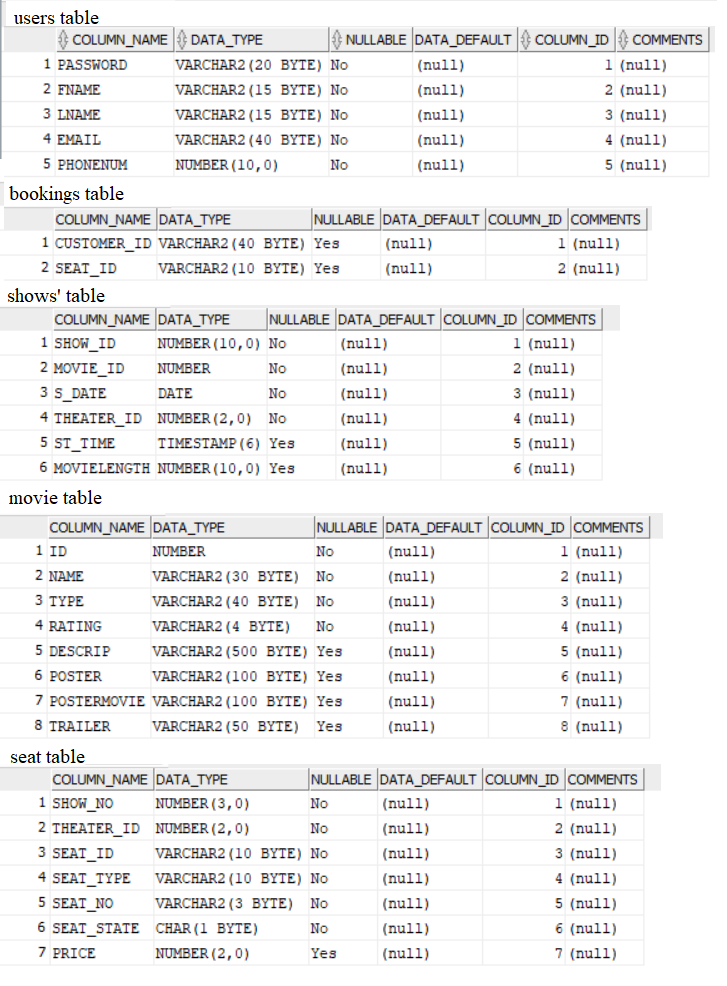 users table
COLUMN_NAME DATA_TYPE NULLABLE DATA_DEFAULT COLUMN_ID COMMENTS
1 PASSWORD VARCHAR2(20 BYTE) No (null) 1 (null)
2 FNAME VARCHAR2(15 BYTE) No (null) 2 (null)
3 LNAME VARCHAR2(15 BYTE) No (null) 3 (null)
4 EMAIL VARCHAR2(40 BYTE) No (null) 4 (null)
5 PHONENUM NUMBER(10,0) No (null) 5 (null)
bookings table
COLUMN_NAME DATA_TYPE NULLABLE DATA_DEFAULT COLUMN_ID COMMENTS
1 CUSTOMER_ID VARCHAR2(40 BYTE) Yes (null) 1 (null)
2 SEAT_ID VARCHAR2(10 BYTE) Yes (null) 2 (null)
shows' table
COLUMN_NAME DATA_TYPE NULLABLE DATA_DEFAULT COLUMN_ID COMMENTS
1 SHOW_ID NUMBER(10,0) No (null) 1 (null)
2 MOVIE_ID NUMBER No (null) 2 (null)
3 S_DATE DATE No (null) 3 (null)
4 THEATER_ID NUMBER(2,0) No (null) 4 (null)
5 ST_TIME TIMESTAMP(6) Yes (null) 5 (null)
6 MOVIELENGTH NUMBER(10,0) Yes (null) 6 (null)
movie table
COLUMN_NAME DATA_TYPE NULLABLE DATA_DEFAULT COLUMN_ID COMMENTS
1 ID NUMBER No (null) 1 (null)
2 NAME VARCHAR2(30 BYTE) No (null) 2 (null)
3 TYPE VARCHAR2(40 BYTE) No (null) 3 (null)
4 RATING VARCHAR2(4 BYTE) No (null) 4 (null)
5 DESCRIP VARCHAR2(500 BYTE) Yes (null) 5 (null)
6 POSTER VARCHAR2(100 BYTE) Yes (null) 6 (null)
7 POSTERMOVIE VARCHAR2(100 BYTE) Yes (null) 7 (null)
8 TRAILER VARCHAR2(50 BYTE) Yes (null) 8 (null)
seat table
COLUMN_NAME DATA_TYPE NULLABLE DATA_DEFAULT COLUMN_ID COMMENTS
1 SHOW_NO NUMBER(3,0) No (null) 1 (null)
2 THEATER_ID NUMBER(2,0) No (null) 2 (null)
3 SEAT_ID VARCHAR2(10 BYTE) No (null) 3 (null)
4 SEAT_TYPE VARCHAR2(10 BYTE) No (null) 4 (null)
5 SEAT_NO VARCHAR2(3 BYTE) No (null) 5 (null)
6 SEAT_STATE CHAR(1 BYTE) No (null) 6 (null)
7 PRICE NUMBER(2,0) Yes (null) 7 (null)